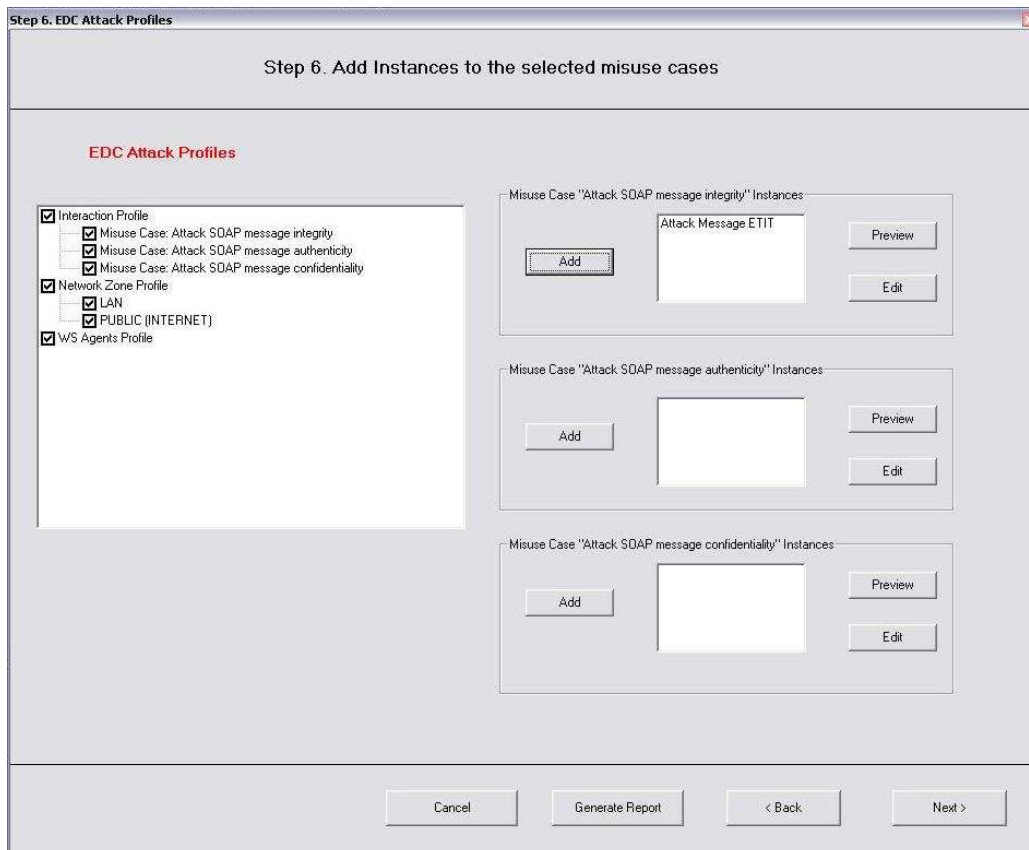 Step 6. EDC Attack Profiles
Step 6. Add Instances to the selected misuse cases
EDC Attack Profiles
Interaction Profile
Misuse Case: Attack SOAP message integrity
Misuse Case: Attack SOAP message authenticity
Misuse Case: Attack SOAP message confidentiality
Network Zone Profile
LAN
PUBLIC (INTERNET)
WS Agents Profile
Misuse Case "Attack SOAP message integrity" Instances
Add
Attack Message ETIT
Preview
Edit
Misuse Case "Attack SOAP message authenticity" Instances
Add
Preview
Edit
Misuse Case "Attack SOAP message confidentiality" Instances
Add
Preview
Edit
Cancel
Generate Report
< Back
Next >